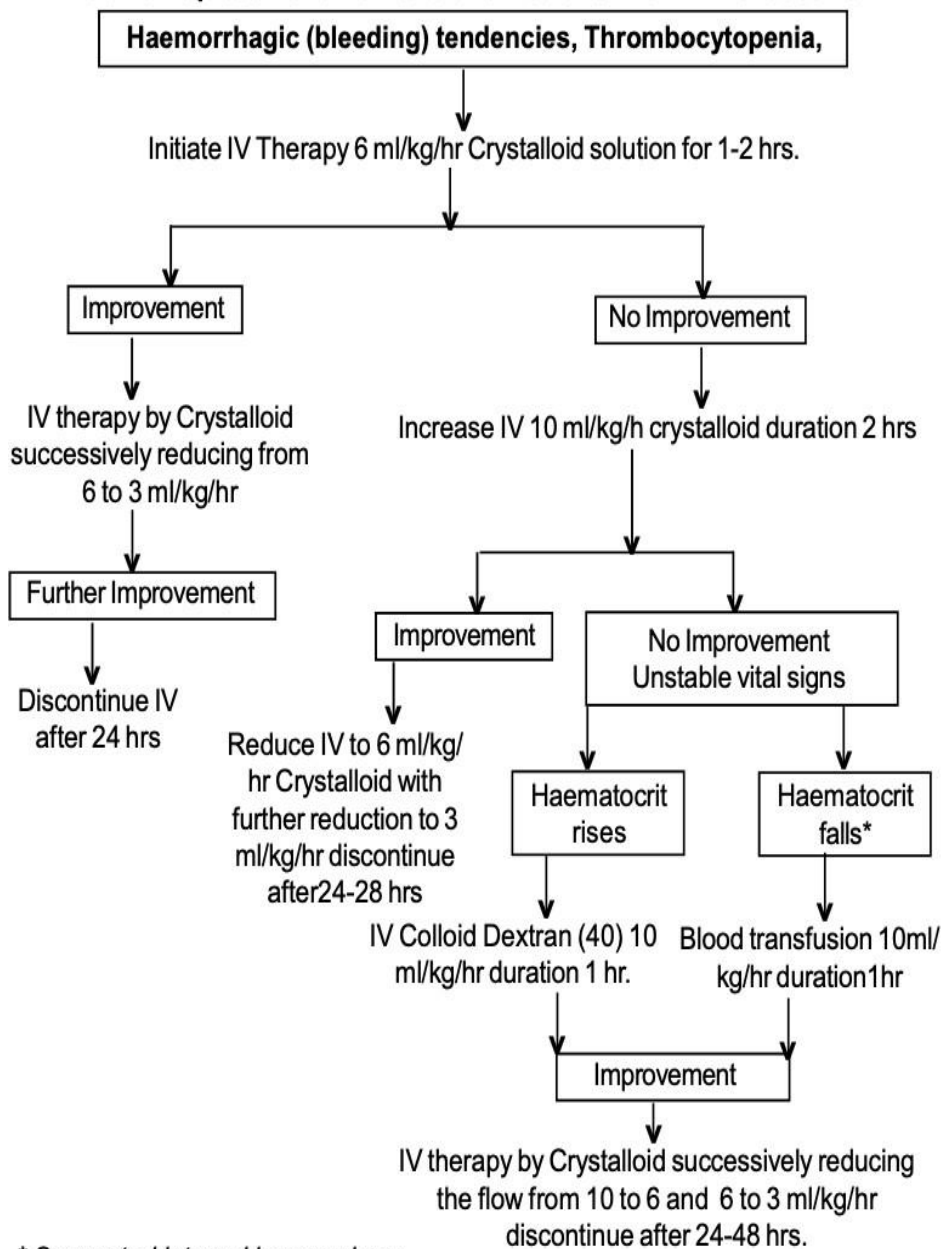 Haemorrhagic (bleeding) tendencies, Thrombocytopenia,
Initiate IV Therapy 6 ml/kg/hr Crystalloid solution for 1-2 hrs.
Improvement
No Improvement
IV therapy by Crystalloid
successively reducing from
6 to 3 ml/kg/hr
Increase IV 10 ml/kg/h crystalloid duration 2 hrs
Further Improvement
Discontinue IV
after 24 hrs
Improvement
No Improvement
Unstable vital signs
Reduce IV to 6 ml/kg/
hr Crystalloid with
further reduction to 3
ml/kg/hr discontinue
after24-28 hrs
Haematocrit
rises
Haematocrit
falls*
IV Colloid Dextran (40) 10
ml/kg/hr duration 1 hr.
Blood transfusion 10ml/
kg/hr duration1hr
Improvement
IV therapy by Crystalloid successively reducing
the flow from 10 to 6 and 6 to 3 ml/kg/hr
discontinue after 24-48 hrs.